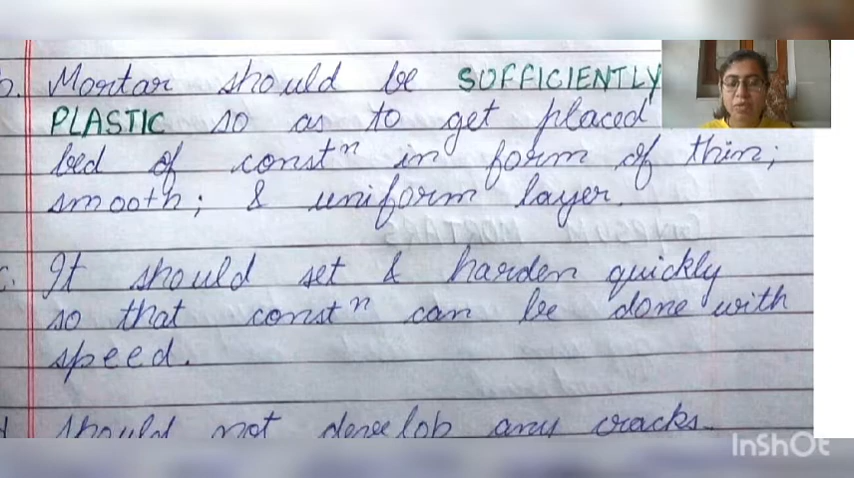 b. Mortar should be SUFFICIENTLY
PLASTIC so as to get placed
bed of constⁿ in form of thin;
smooth; & uniform layer.
c. It should set & harden quickly
so that constⁿ can be done with
speed.
d should not develop any cracks.
InShOt